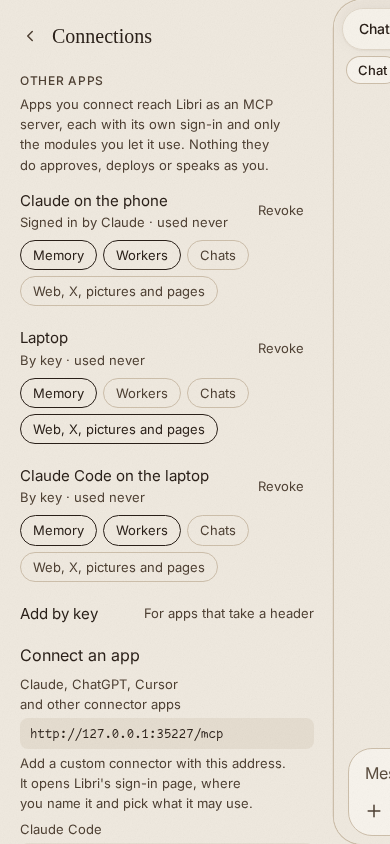 Connections
OTHER APPS
Apps you connect reach Libri as an MCP
server, each with its own sign-in and only
the modules you let it use. Nothing they
do approves, deploys or speaks as you.
Claude on the phone
Revoke
Signed in by Claude · used never
Memory Workers Chats
Web, X, pictures and pages
Laptop
Revoke
By key · used never
Memory Workers Chats
Web, X, pictures and pages
Claude Code on the laptop
Revoke
By key · used never
Memory Workers Chats
Web, X, pictures and pages
Add by key For apps that take a header
Connect an app
Claude, ChatGPT, Cursor
and other connector apps
http://127.0.0.1:35227/mcp
Add a custom connector with this address.
It opens Libri's sign-in page, where
you name it and pick what it may use.
Claude Code
Chat
Chat
Mes